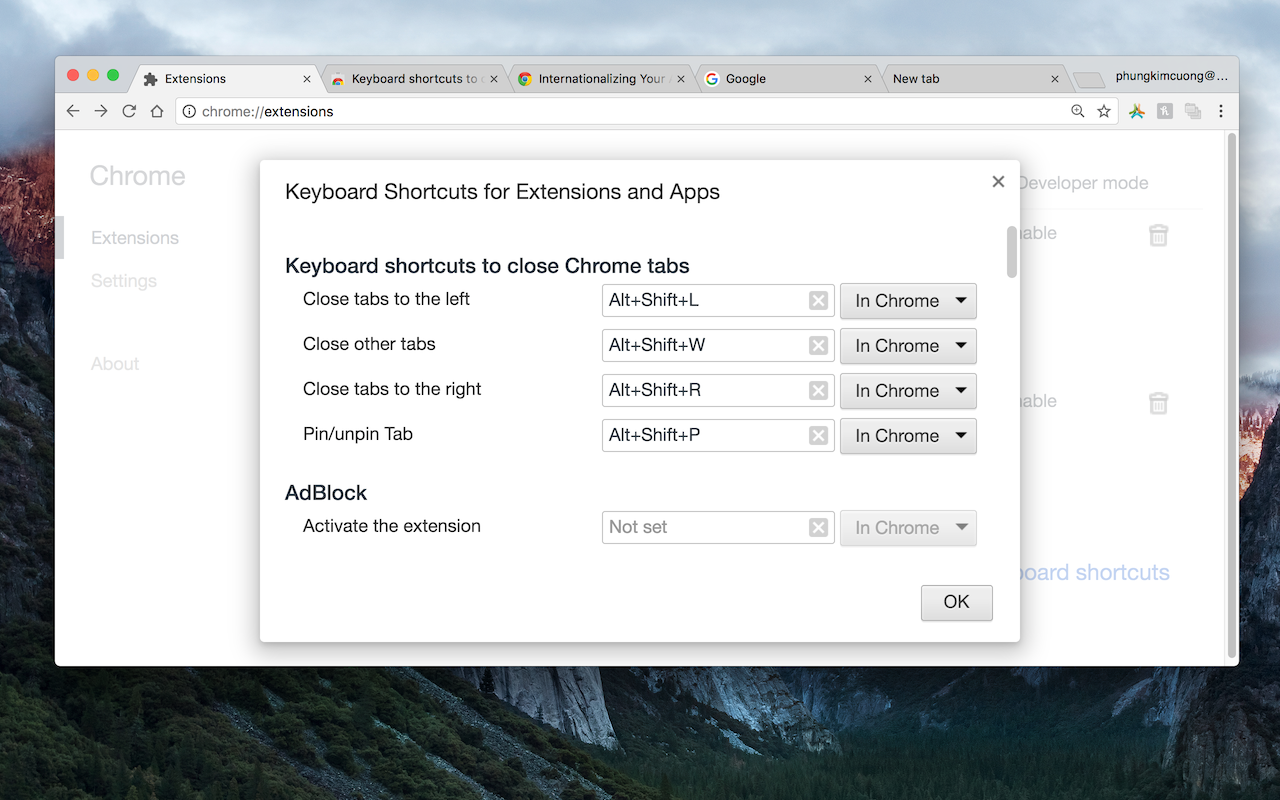 Extensions
Keyboard shortcuts to c
Internationalizing Your
Google
New tab
phungkimcuong@...
chrome://extensions
Chrome
Developer mode
Extensions
Settings
About
Keyboard Shortcuts for Extensions and Apps
Keyboard shortcuts to close Chrome tabs
Close tabs to the left Alt+Shift+L In Chrome
Close other tabs Alt+Shift+W In Chrome
Close tabs to the right Alt+Shift+R In Chrome
Pin/unpin Tab Alt+Shift+P In Chrome
AdBlock
Activate the extension Not set In Chrome
shortcuts
OK